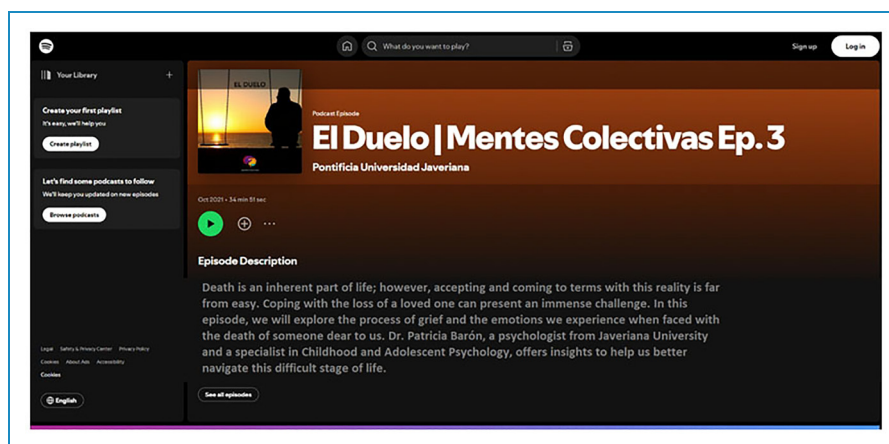 What do you want to play?
Sign up
Log in
Your Library
Create your first playlist
It's easy, we'll help you
Create playlist
Let's find some podcasts to follow
We'll keep you updated on new episodes
Browse podcasts
Legal Safety & Privacy Center Privacy Policy
Cookies About Ads Accessibility
Cookies
English
EL DUELO
Podcast Episode
El Duelo | Mentes Colectivas Ep. 3
Pontificia Universidad Javeriana
Oct 2021 • 34 min 51 sec
Episode Description
Death is an inherent part of life; however, accepting and coming to terms with this reality is far
from easy. Coping with the loss of a loved one can present an immense challenge. In this
episode, we will explore the process of grief and the emotions we experience when faced with
the death of someone dear to us. Dr. Patricia Barón, a psychologist from Javeriana University
and a specialist in Childhood and Adolescent Psychology, offers insights to help us better
navigate this difficult stage of life.
See all episodes